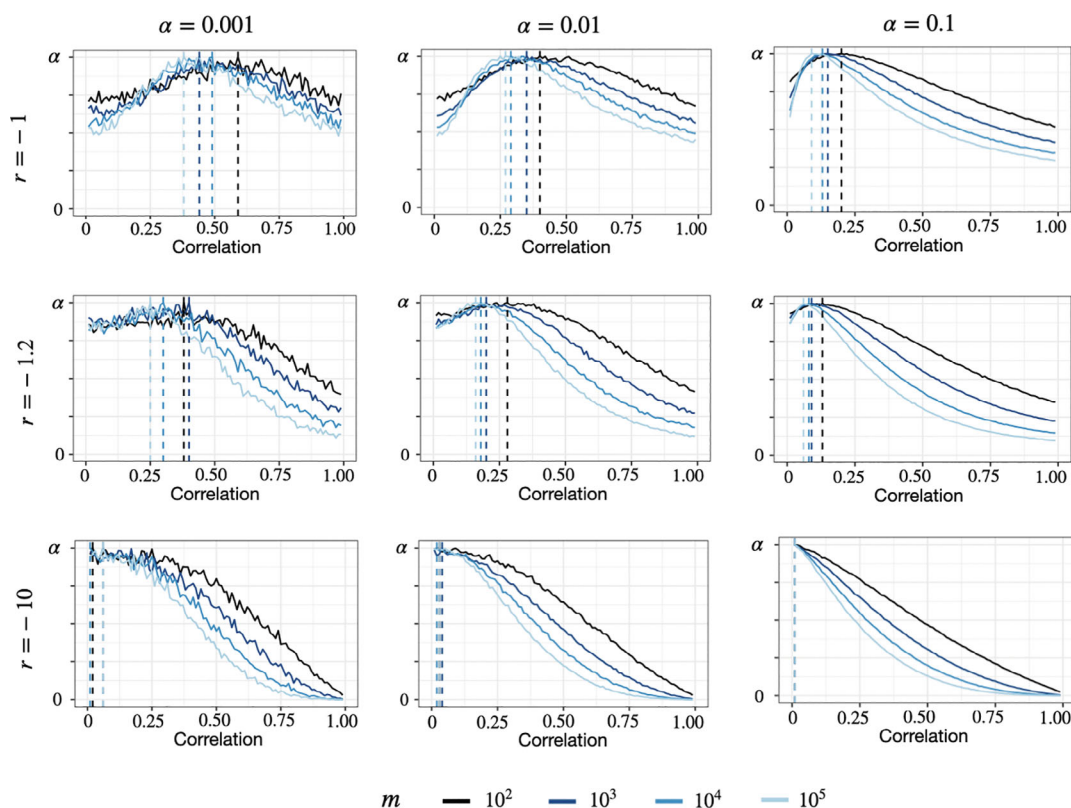 α = 0.001 α = 0.01 α = 0.1
r = −1
α α α
0 0 0
0 0.25 0.50 0.75 1.00 0 0.25 0.50 0.75 1.00 0 0.25 0.50 0.75 1.00
Correlation Correlation Correlation
r = −1.2
α α α
0 0 0
0 0.25 0.50 0.75 1.00 0 0.25 0.50 0.75 1.00 0 0.25 0.50 0.75 1.00
Correlation Correlation Correlation
r = −10
α α α
0 0 0
0 0.25 0.50 0.75 1.00 0 0.25 0.50 0.75 1.00 0 0.25 0.50 0.75 1.00
Correlation Correlation Correlation
m 10² 10³ 10⁴ 10⁵